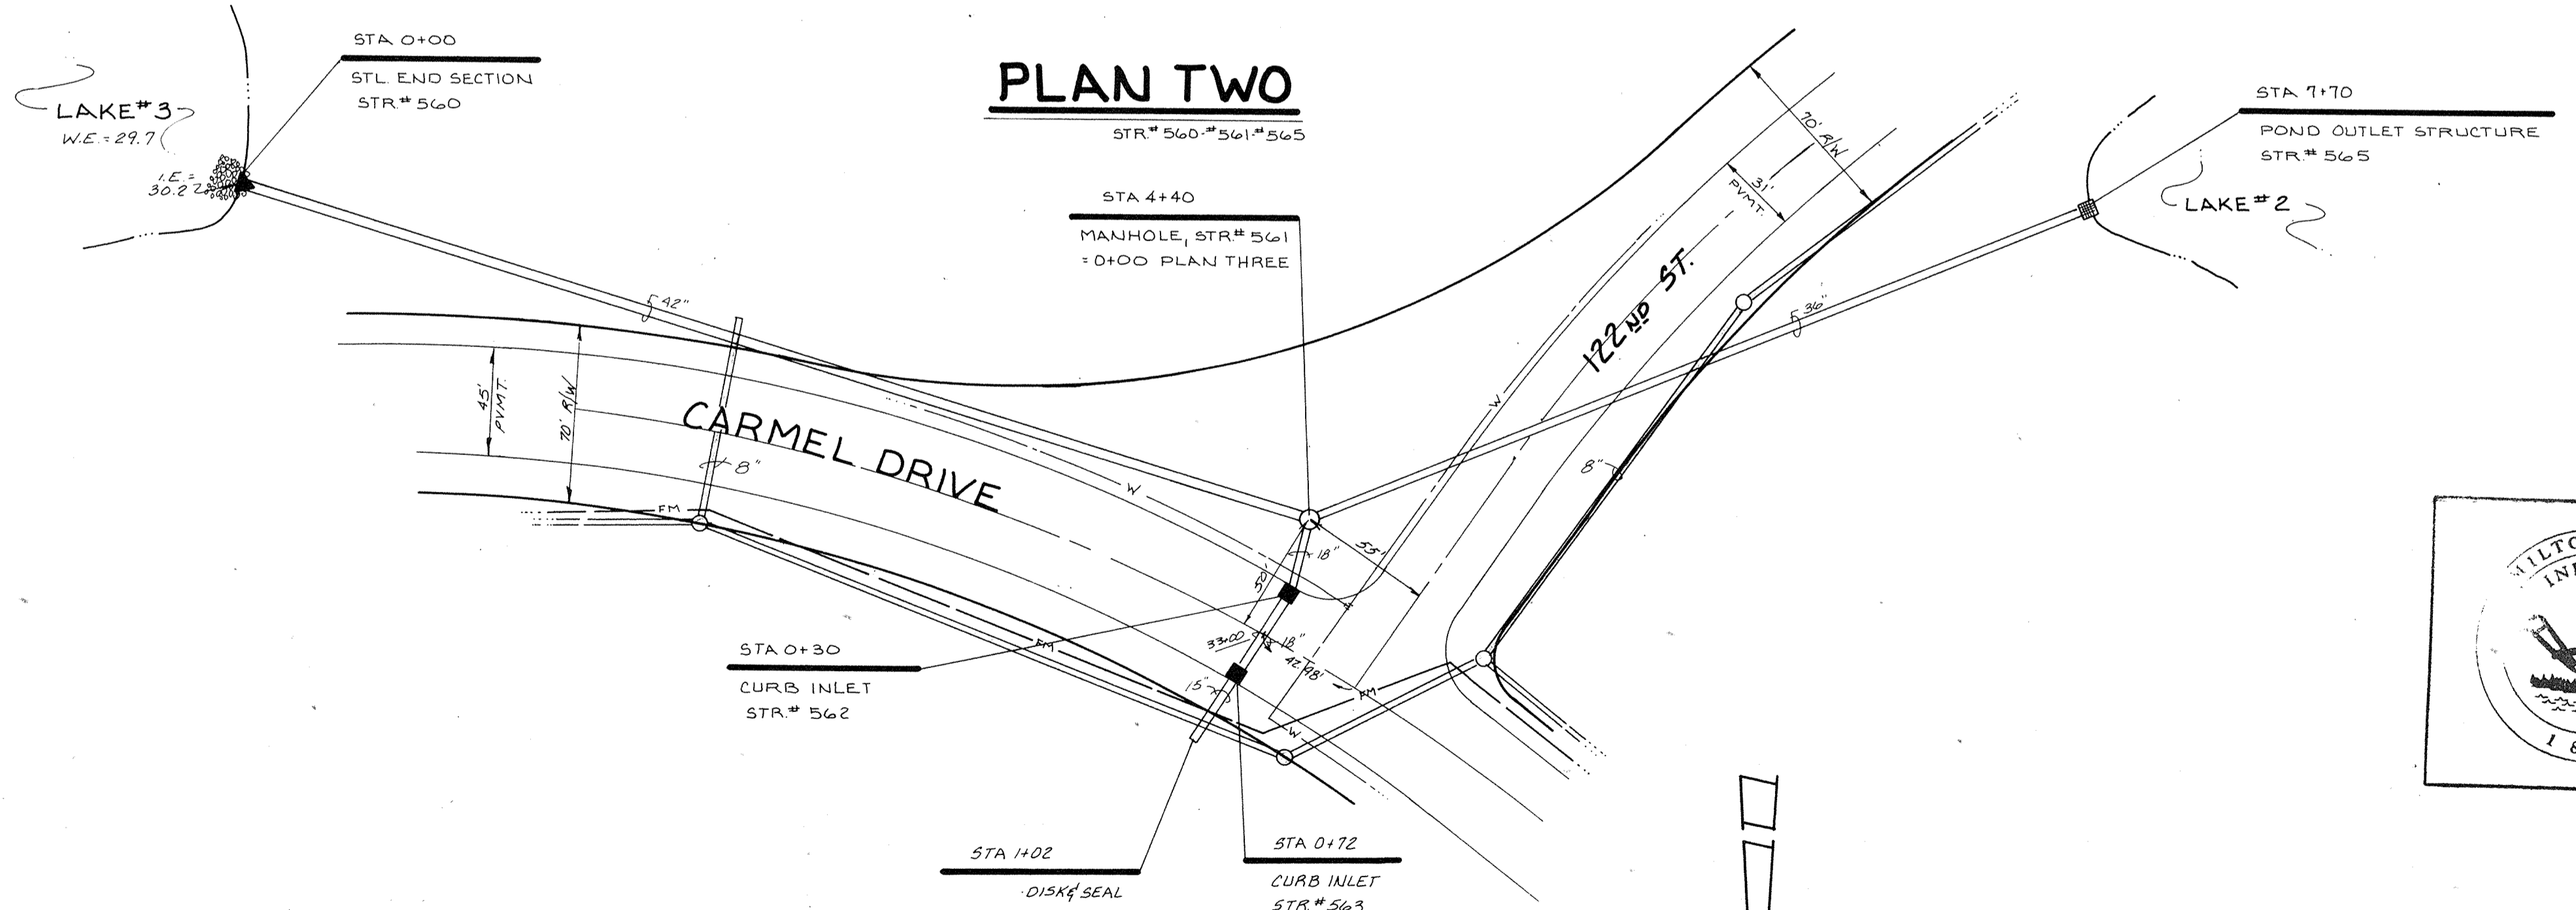 STA 0+00
STL. END SECTION
STR.# 560
LAKE#3
W.E.=29.7
I.E.=
30.2
PLAN TWO
STR.# 560-#561-#565
STA 4+40
MANHOLE, STR.# 561
=0+00 PLAN THREE
70' R/W
31'
PVMT.
STA 7+70
POND OUTLET STRUCTURE
STR.# 565
LAKE#2
122ND ST.
42"
36"
45'
PVMT.
70' R/W
CARMEL DRIVE
8"
W
W
8"
FM
55'
18"
50'
33+00
18"
42.98'
15"
FM
FM
W
STA 0+30
CURB INLET
STR.# 562
STA 1+02
DISK & SEAL
STA 0+72
CURB INLET
STR.# 563